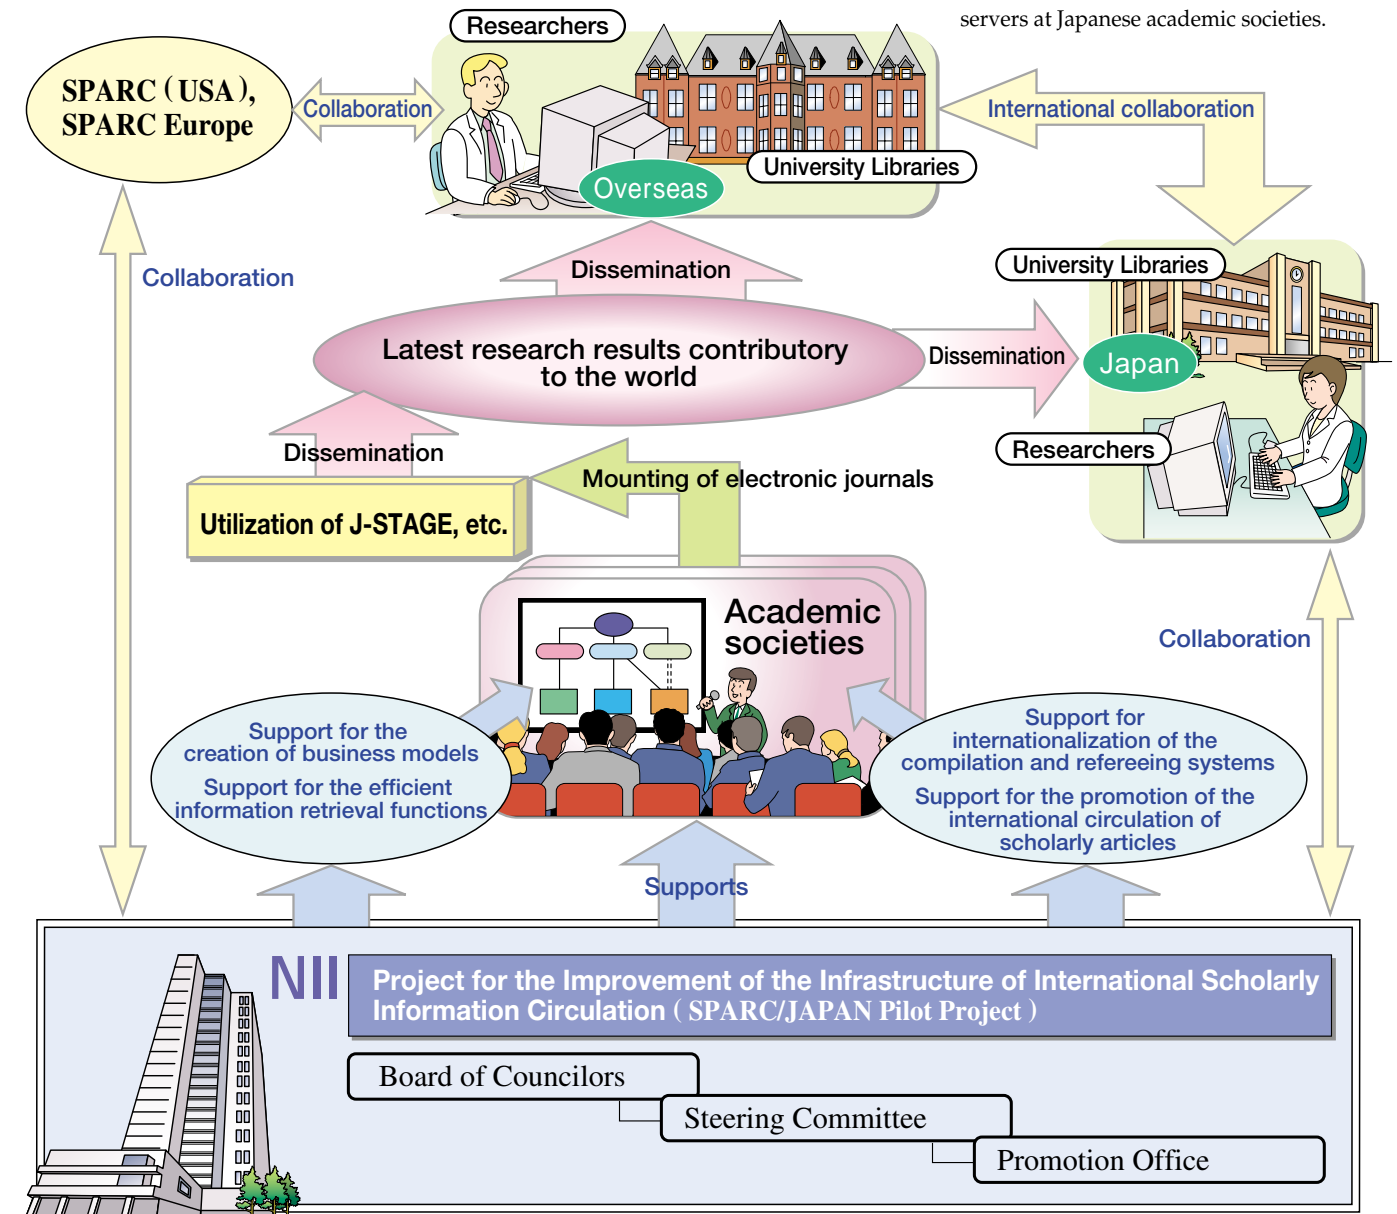 servers at Japanese academic societies.
Researchers
SPARC ( USA ),
SPARC Europe
Collaboration
International collaboration
University Libraries
Overseas
Collaboration
Dissemination
University Libraries
Latest research results contributory
to the world
Dissemination
Japan
Researchers
Dissemination
Mounting of electronic journals
Utilization of J-STAGE, etc.
Academic
societies
Collaboration
Support for the
creation of business models
Support for the efficient
information retrieval functions
Support for
internationalization of the
compilation and refereeing systems
Support for the promotion of the
international circulation of
scholarly articles
Supports
NII
Project for the Improvement of the Infrastructure of International Scholarly
Information Circulation ( SPARC/JAPAN Pilot Project )
Board of Councilors
Steering Committee
Promotion Office